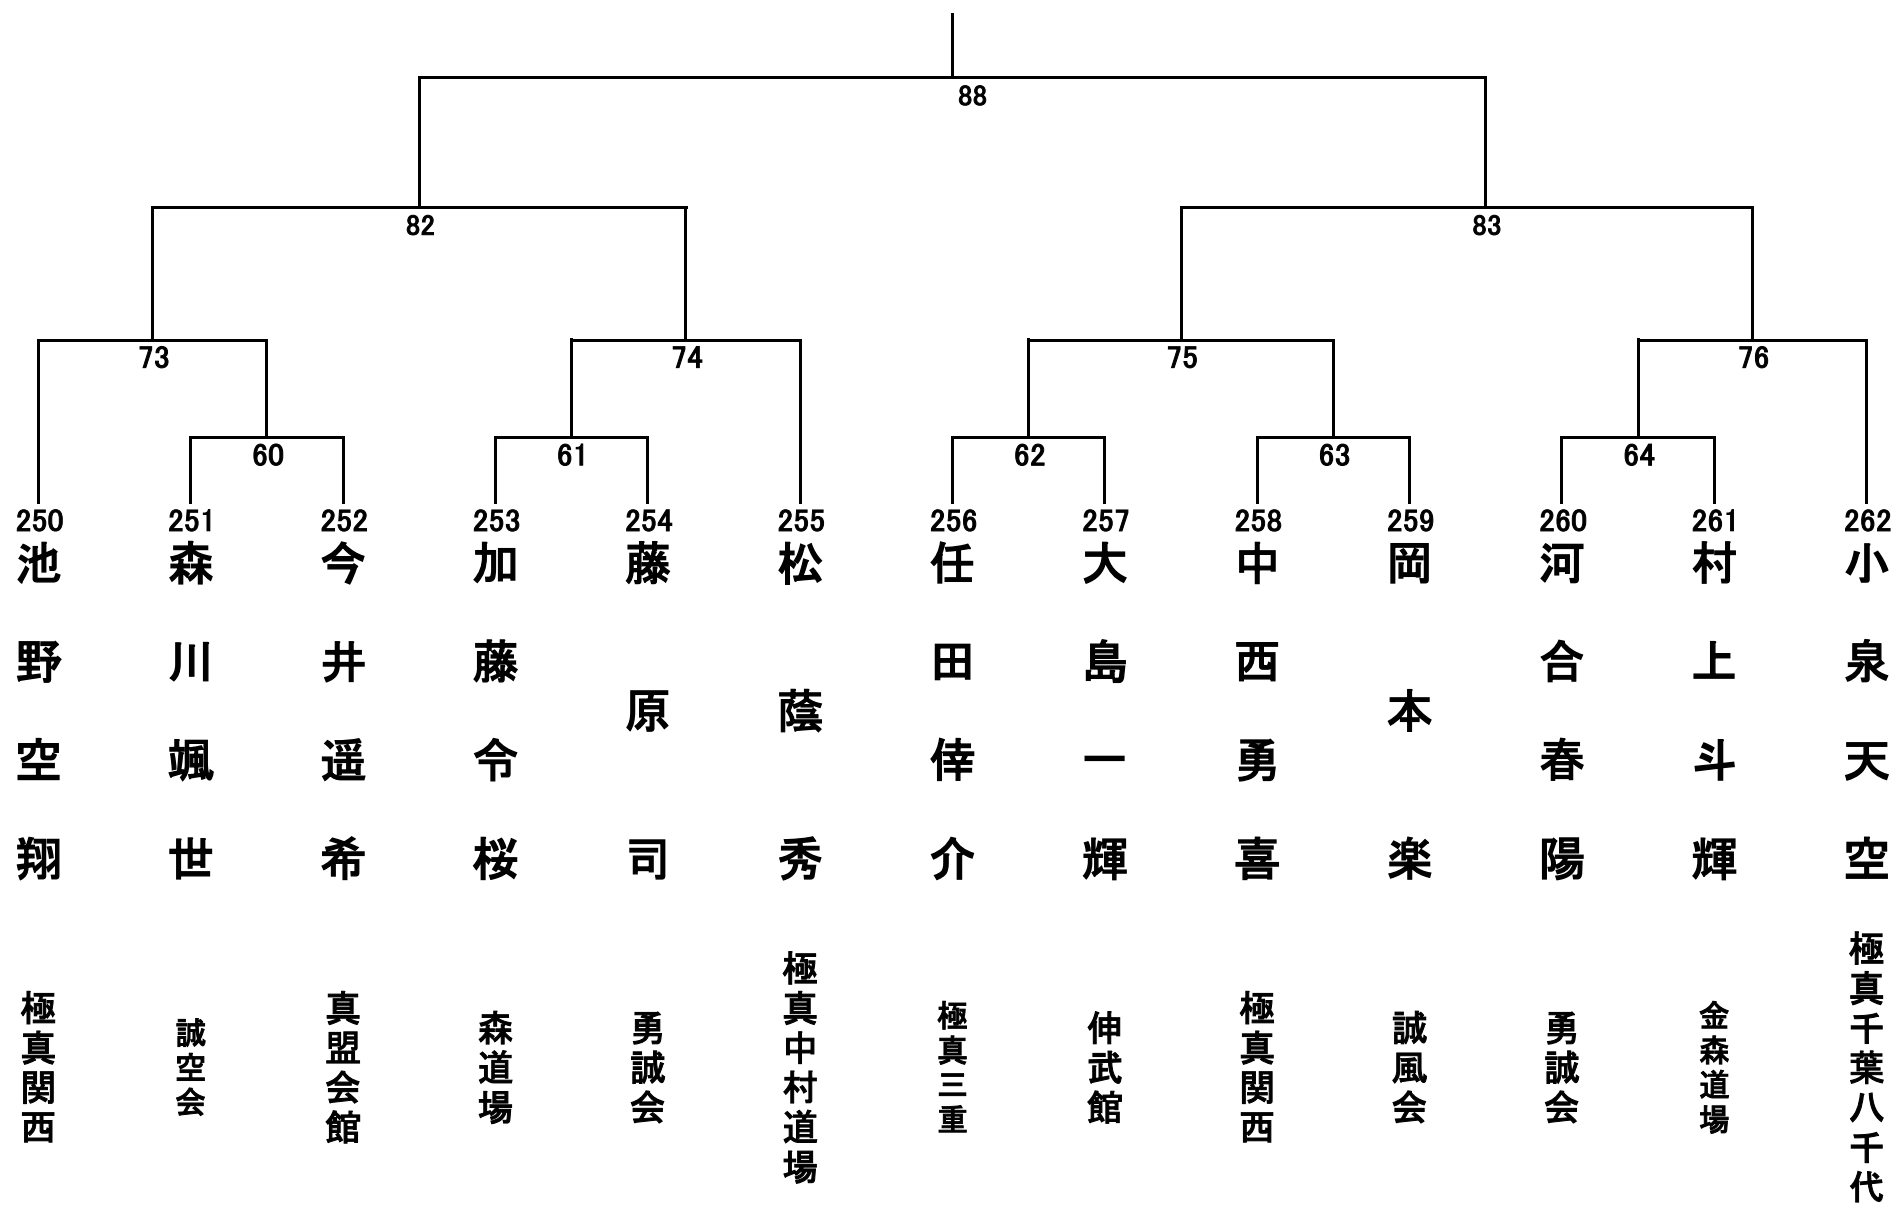 88
82
83
73
74
75
76
60
61
62
63
64
250
251
252
253
254
255
256
257
258
259
260
261
262
池野空翔
森川颯世
今井遥希
加藤令桜
藤原司
松蔭秀
任田倖介
大島一輝
中西勇喜
岡本楽
河合春陽
村上斗輝
小泉天空
極真関西
誠空会
真盟会館
森道場
勇誠会
極真中村道場
極真三重
伸武館
極真関西
誠風会
勇誠会
金森道場
極真千葉八千代